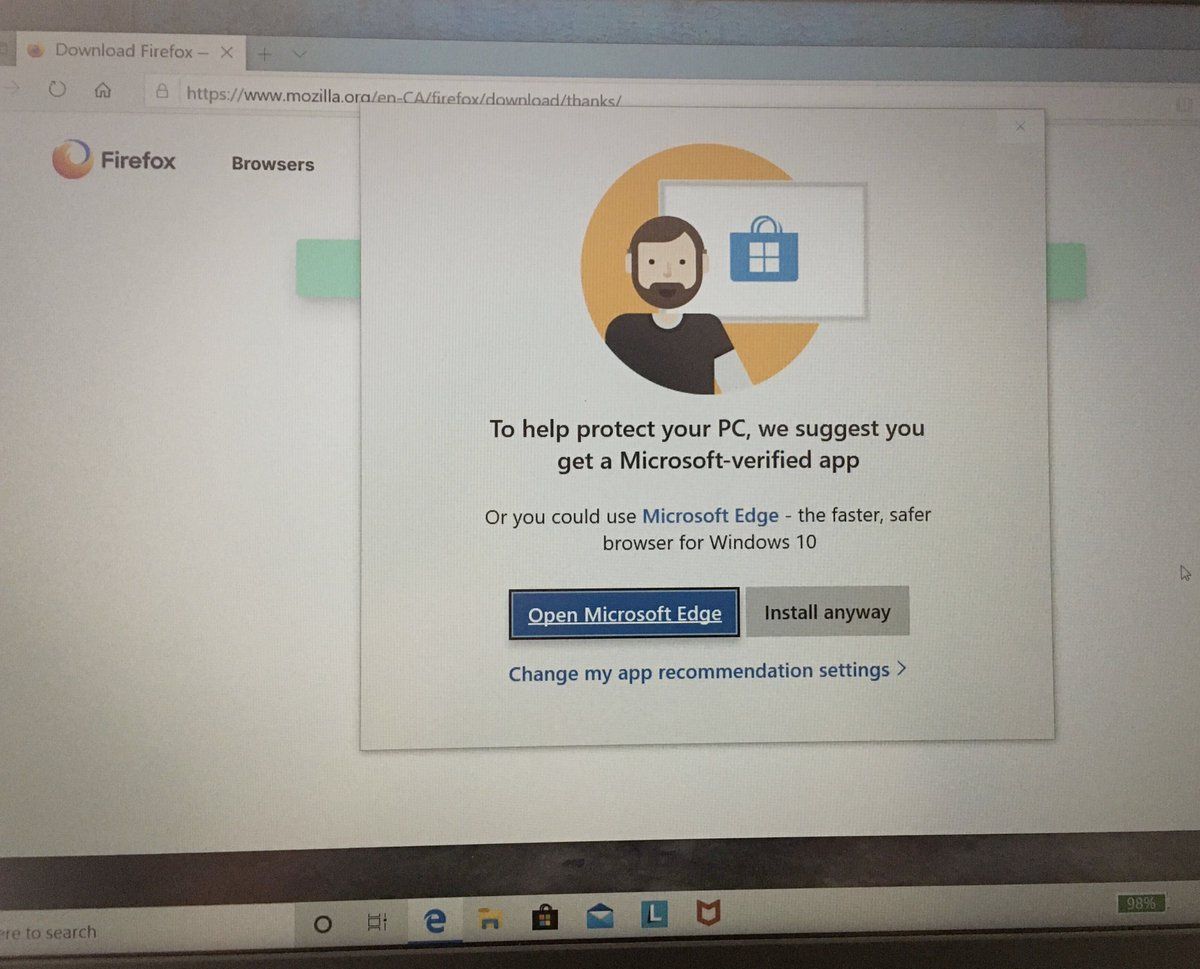 Download Firefox —
https://www.mozilla.org/en-CA/firefox/download/thanks/
Firefox
Browsers
To help protect your PC, we suggest you
get a Microsoft-verified app
Or you could use Microsoft Edge - the faster, safer
browser for Windows 10
Open Microsoft Edge
Install anyway
Change my app recommendation settings >
ere to search
L
98%